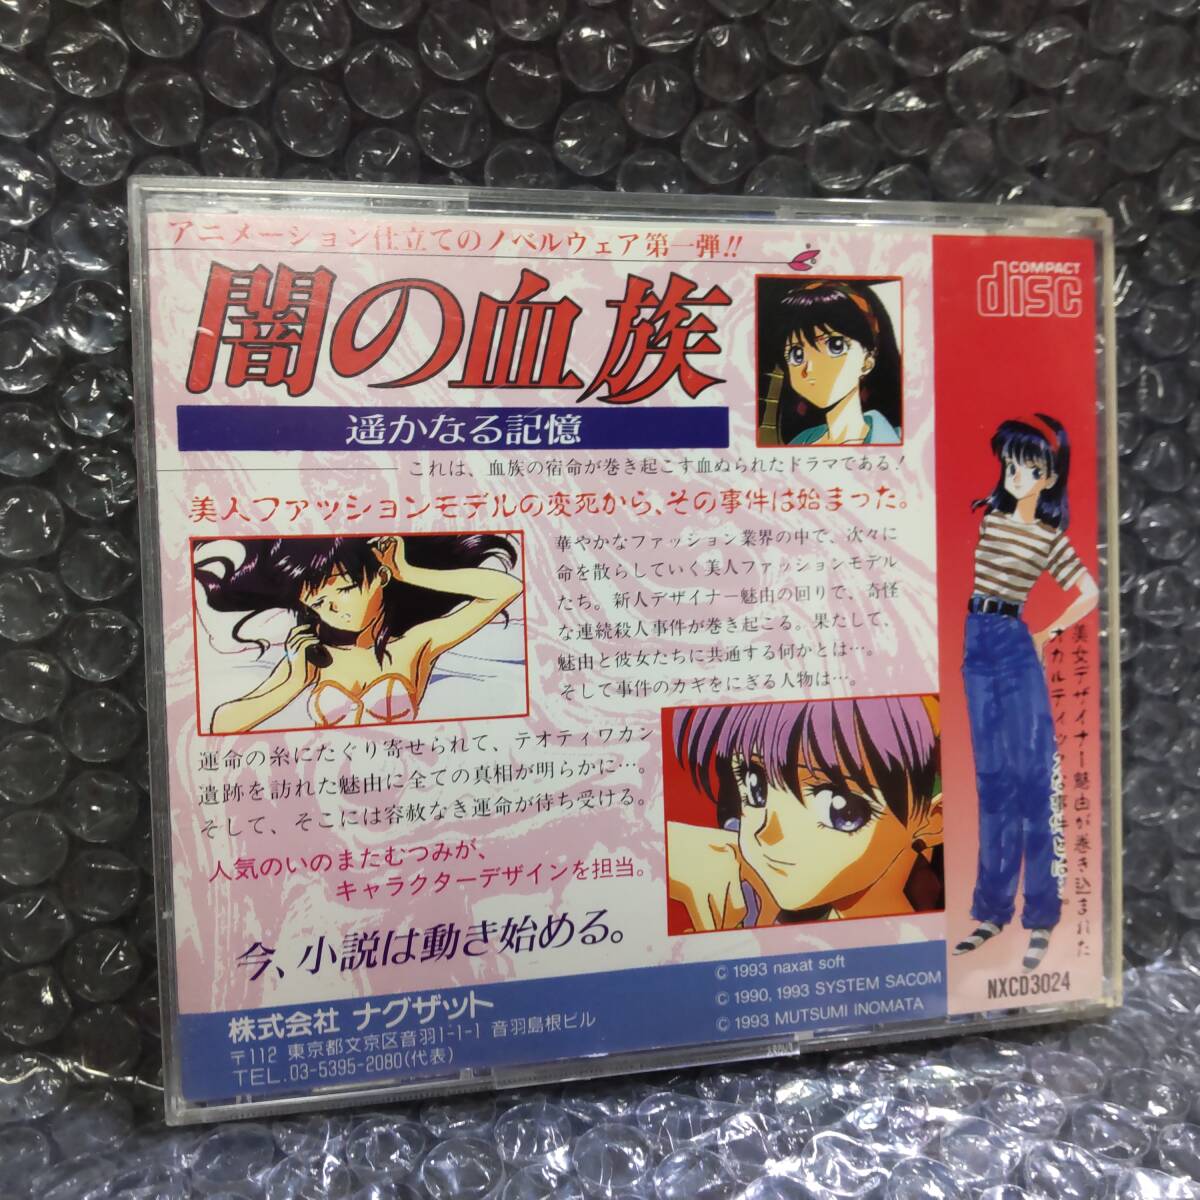 アニメーション仕立てのノベルウェア第一弾!!
闇の血族
遥かなる記憶
これは、血族の宿命が巻き起こす血ぬられたドラマである!
美人ファッションモデルの変死から、その事件は始まった。
華やかなファッション業界の中で、次々に
命を散らしていく美人ファッションモデル
たち。新人デザイナー魅由の回りで、奇怪
な連続殺人事件が巻き起こる。果たして、
魅由と彼女たちに共通する何かとは…。
そして事件のカギをにぎる人物は…。
運命の糸にたぐり寄せられて、テオティワカン
遺跡を訪れた魅由に全ての真相が明らかに…。
そして、そこには容赦なき運命が待ち受ける。
人気のいのまたむつみが、
キャラクターデザインを担当。
今、小説は動き始める。
株式会社 ナグザット
〒112 東京都文京区音羽1-1-1 音羽島根ビル
TEL.03-5395-2080(代表)
© 1993 naxat soft
© 1990, 1993 SYSTEM SACOM
© 1993 MUTSUMI INOMATA
COMPACT
disc
美女デザイナー魅由が巻き込まれた
オカルティックな事件とは…。
NXCD3024